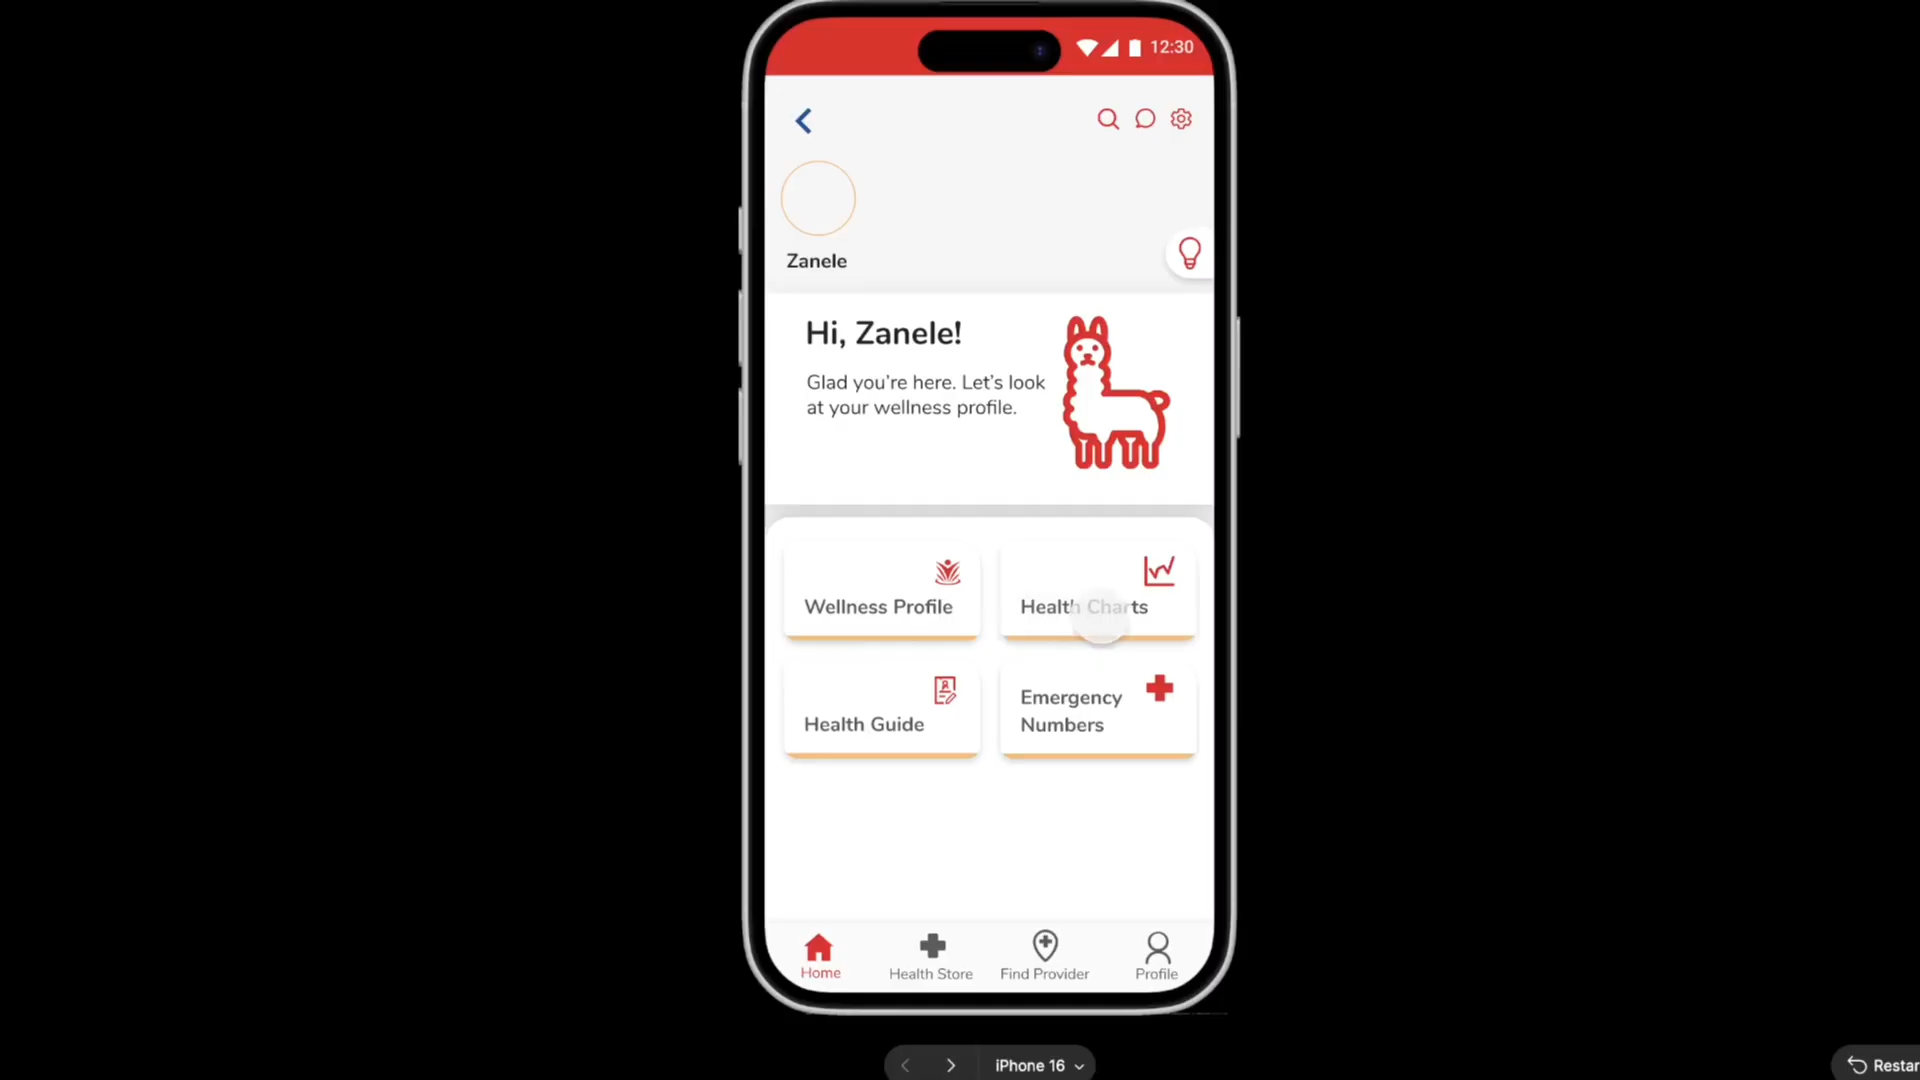 12:30
Zanele
Hi, Zanele!
Glad you’re here. Let’s look
at your wellness profile.
Wellness Profile
Health Charts
Health Guide
Emergency
Numbers
Home
Health Store
Find Provider
Profile
iPhone 16
Restar